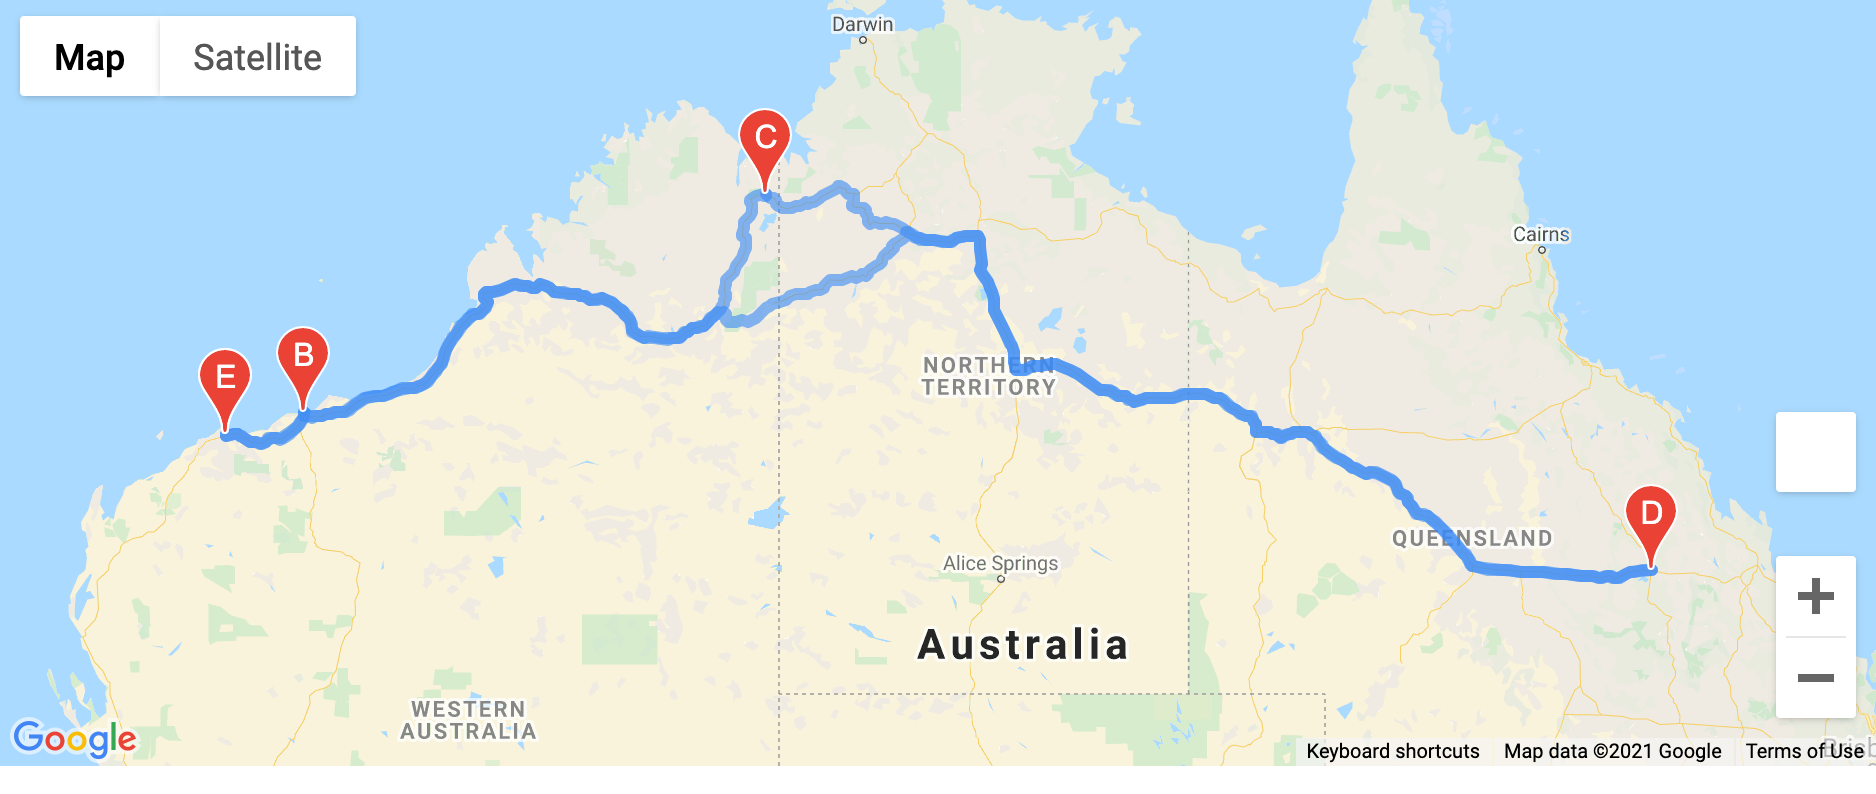 Map
Satellite
Darwin
C
Cairns
B
E
NORTHERN
TERRITORY
D
QUEENSLAND
Alice Springs
Australia
WESTERN
AUSTRALIA
Google
Keyboard shortcuts
Map data ©2021 Google
Terms of Use